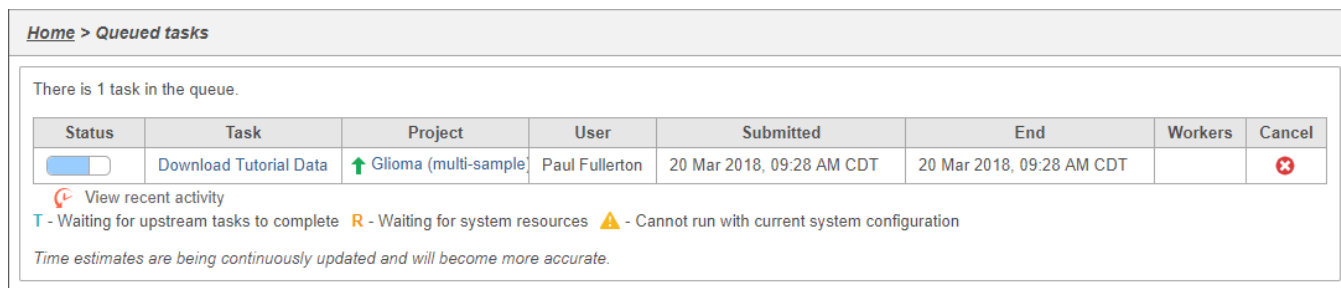 Home > Queued tasks
There is 1 task in the queue.
Status Task Project User Submitted End Workers Cancel
Download Tutorial Data Glioma (multi-sample) Paul Fullerton 20 Mar 2018, 09:28 AM CDT 20 Mar 2018, 09:28 AM CDT
View recent activity
T - Waiting for upstream tasks to complete R - Waiting for system resources - Cannot run with current system configuration
Time estimates are being continuously updated and will become more accurate.